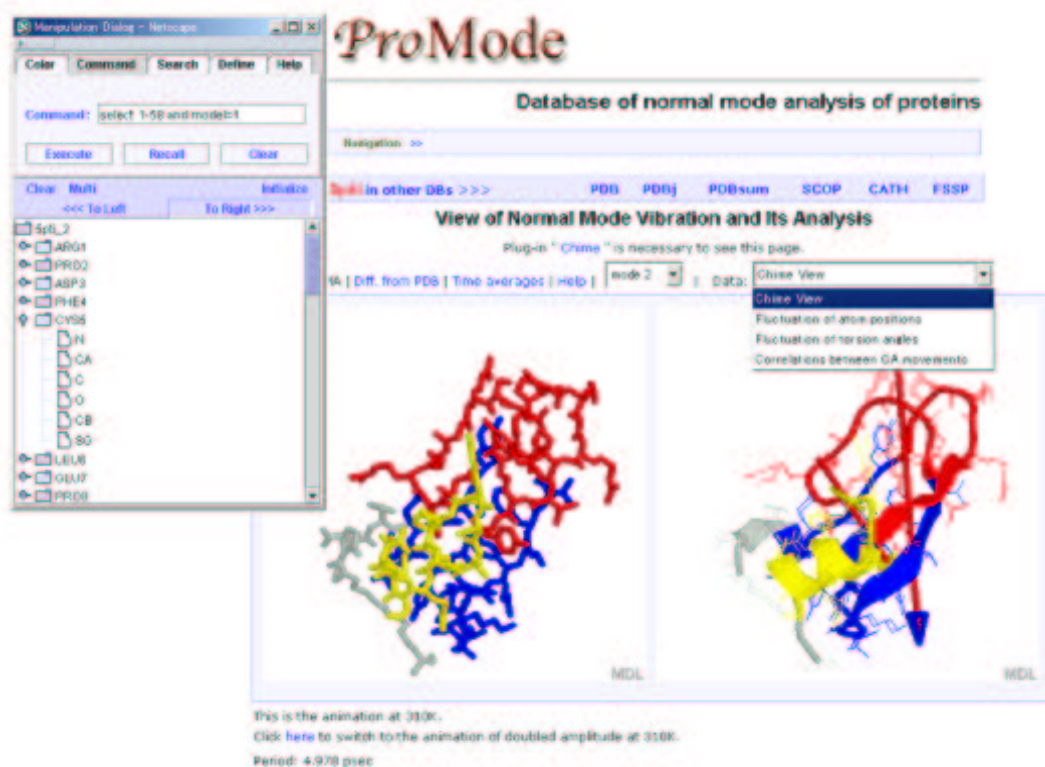 Manipulation Dialog - Netscape
Color Command Search Define Help
Command: select 1-58 and model=1
Execute Recall Clear
Clear Multi Initialize
<<< To Left To Right >>>
5pti_2
ARG1
PRO2
ASP3
PHE4
CYS5
N
CA
C
O
CB
SG
LEU6
GLU7
PRO8
ProMode
Database of normal mode analysis of proteins
Navigation >>
5pti in other DBs >>> PDB PDBj PDBsum SCOP CATH FSSP
View of Normal Mode Vibration and Its Analysis
Plug-in " Chime " is necessary to see this page.
| Diff. from PDB | Time averages | Help | mode 2 | Data: Chime View
Chime View
Fluctuation of atom positions
Fluctuation of torsion angles
Correlations between CA movements
MDL
MDL
This is the animation at 310K.
Click here to switch to the animation of doubled amplitude at 310K.
Period: 4.978 psec